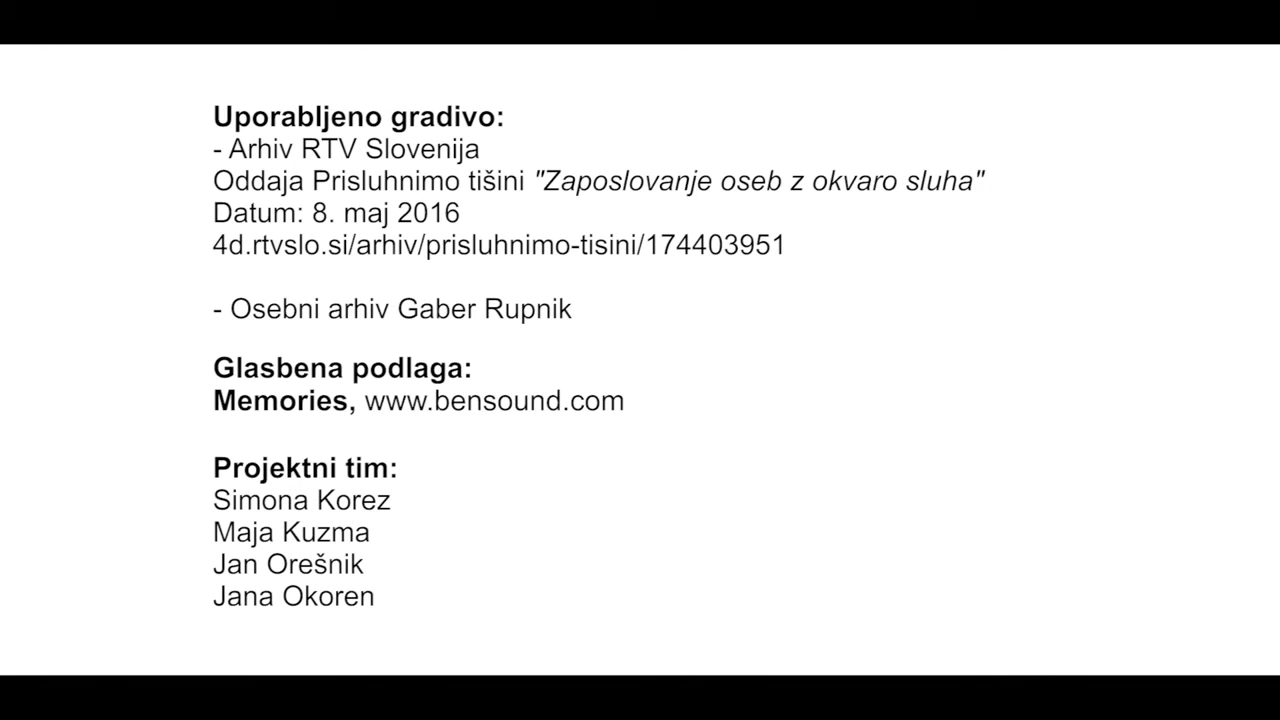 Uporabljeno gradivo:
- Arhiv RTV Slovenija
Oddaja Prisluhnimo tišini "Zaposlovanje oseb z okvaro sluha"
Datum: 8. maj 2016
4d.rtvslo.si/arhiv/prisluhnimo-tisini/174403951
- Osebni arhiv Gaber Rupnik
Glasbena podlaga:
Memories, www.bensound.com
Projektni tim:
Simona Korez
Maja Kuzma
Jan Orešnik
Jana Okoren